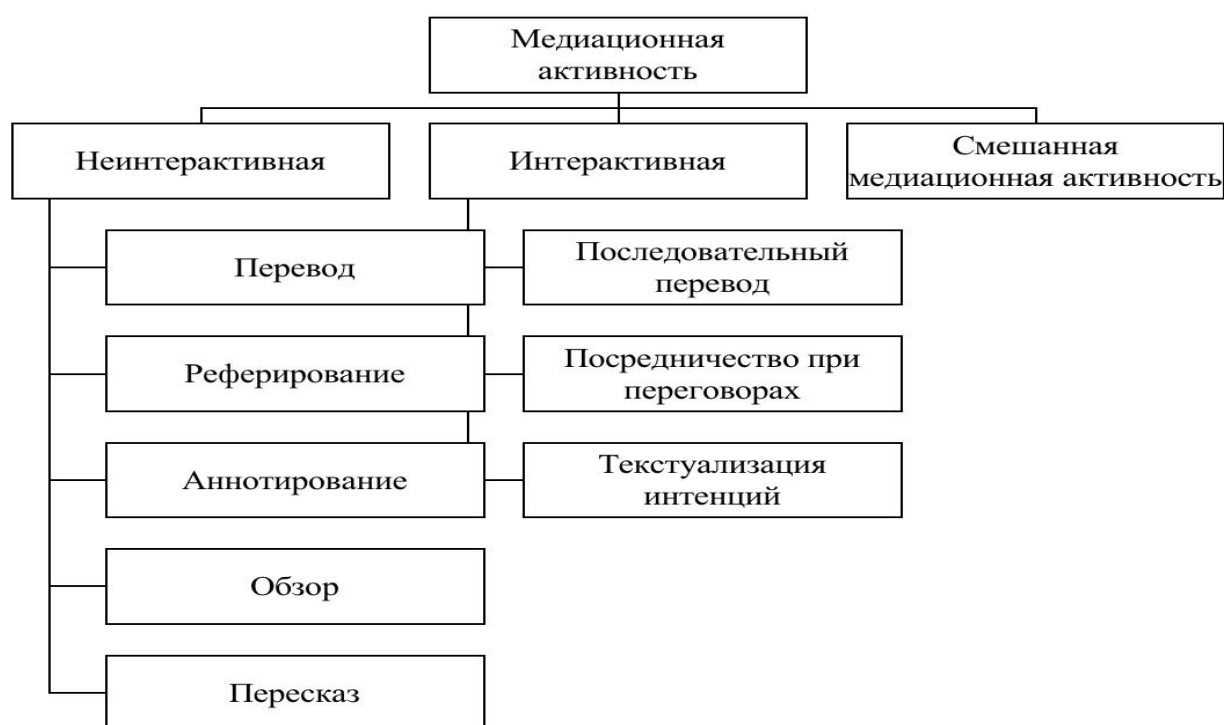 Медиационная
активность
Неинтерактивная
Интерактивная
Смешанная
медиационная активность
Перевод
Последовательный
перевод
Реферирование
Посредничество при
переговорах
Аннотирование
Текстуализация
интенций
Обзор
Пересказ